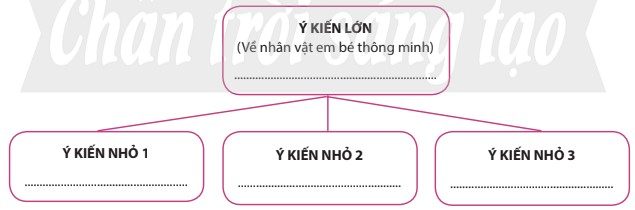 Chân trời sáng tạo
Ý KIẾN LỚN
(Về nhân vật em bé thông minh)
..........................................................
Ý KIẾN NHỎ 1
Ý KIẾN NHỎ 2
Ý KIẾN NHỎ 3
..............................................
..............................................
..............................................